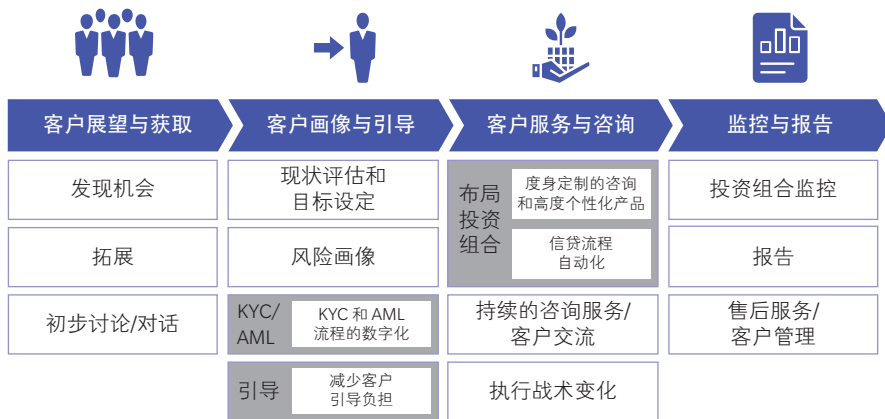 客户展望与获取
客户画像与引导
客户服务与咨询
监控与报告
发现机会
拓展
初步讨论/对话
现状评估和
目标设定
风险画像
KYC/
AML
KYC 和 AML
流程的数字化
引导
减少客户
引导负担
布局
投资
组合
度身定制的咨询
和高度个性化产品
信贷流程
自动化
持续的咨询服务/
客户交流
执行战术变化
投资组合监控
报告
售后服务/
客户管理